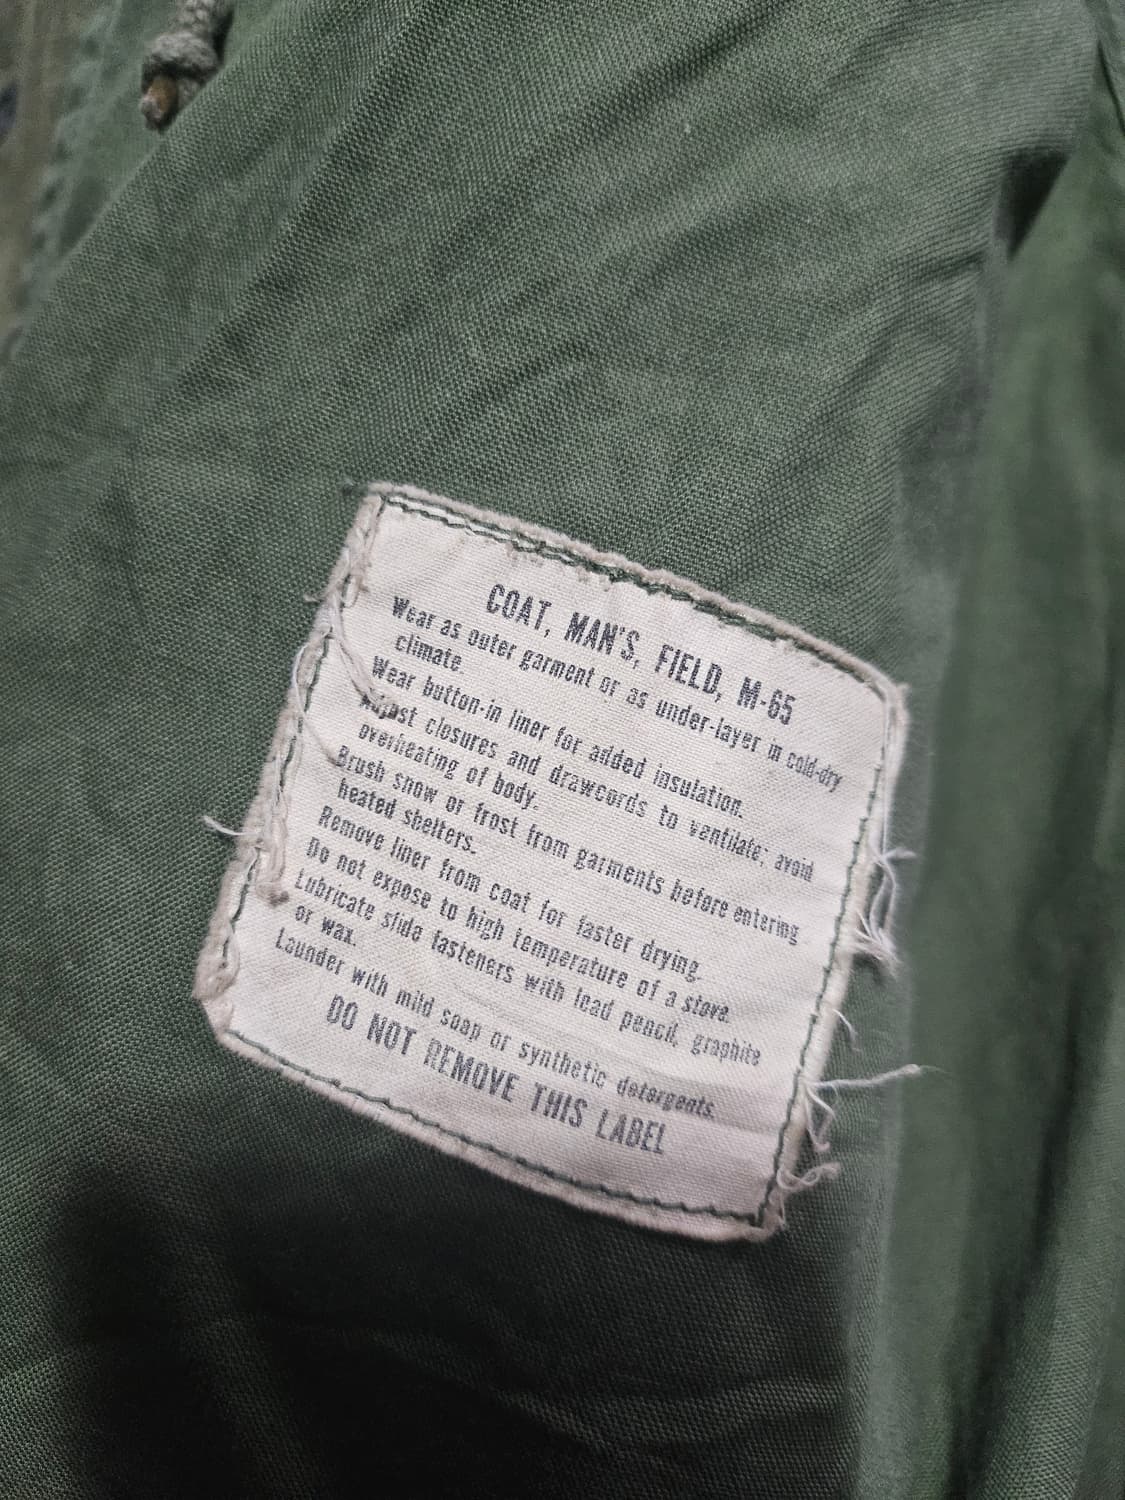 COAT, MAN'S, FIELD, M-65
Wear as outer garment or as under-layer in cold-dry
climate.
Wear button-in liner for added insulation.
Adjust closures and drawcords to ventilate; avoid
overheating of body.
Brush snow or frost from garments before entering
heated shelters.
Remove liner from coat for faster drying.
Do not expose to high temperature of a stove.
Lubricate slide fasteners with lead pencil, graphite
or wax.
Launder with mild soap or synthetic detergents.
DO NOT REMOVE THIS LABEL